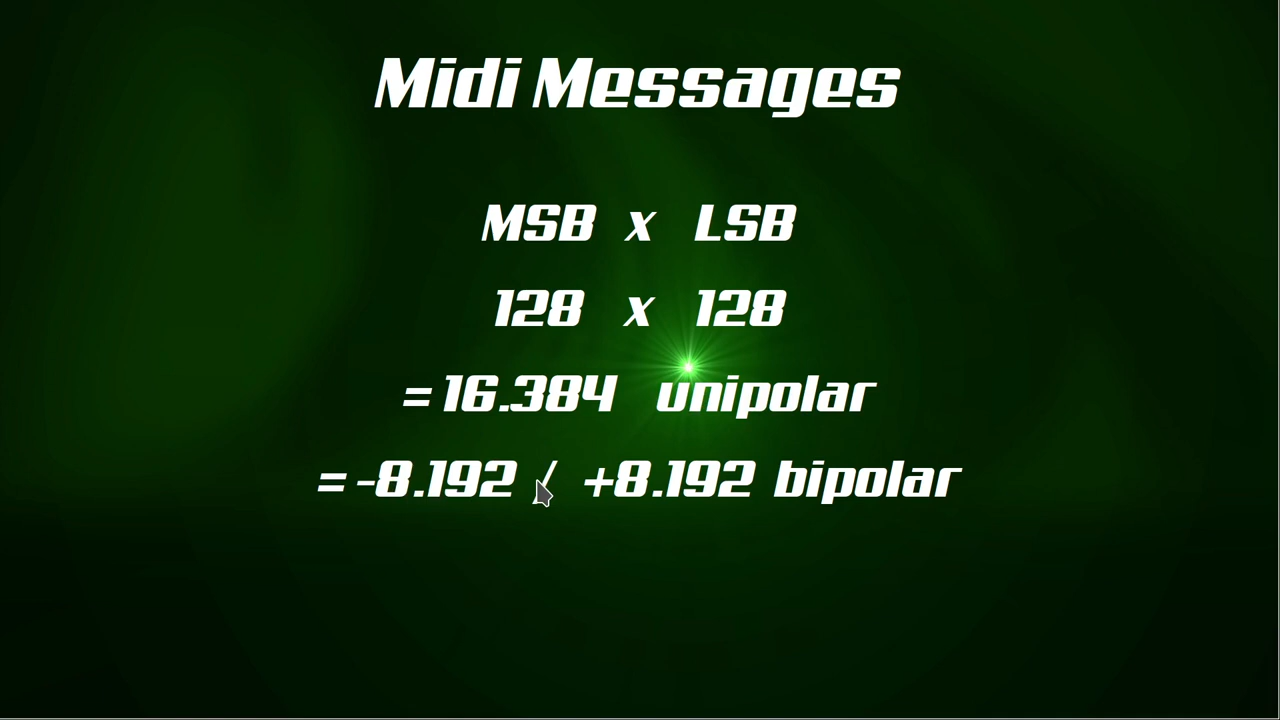 Midi Messages
MSB x LSB
128 x 128
= 16.384 unipolar
= -8.192 / +8.192 bipolar